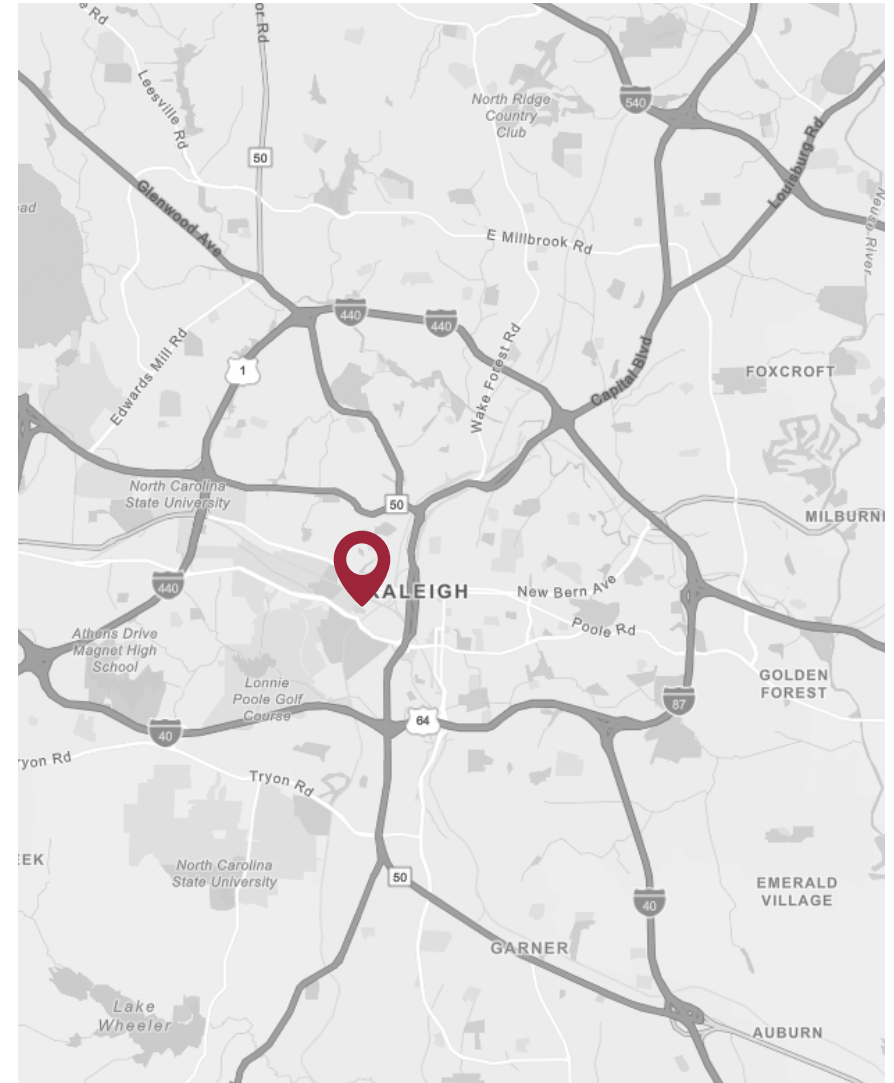 e Rd
or Rd
Leesville Rd
50
North Ridge
Country
Club
540
Louisburg Rd
Neuse River
ad
Glenwood Ave
E Millbrook Rd
440
440
Edwards Mill Rd
1
Wake Forest Rd
Capital Blvd
FOXCROFT
North Carolina
State University
50
MILBURNI
440
ALEIGH
New Bern Ave
Poole Rd
Athens Drive
Magnet High
School
Lonnie
Poole Golf
Course
GOLDEN
FOREST
87
64
40
ryon Rd
Tryon Rd
EEK
North Carolina
State University
50
EMERALD
VILLAGE
40
GARNER
Lake
Wheeler
AUBURN